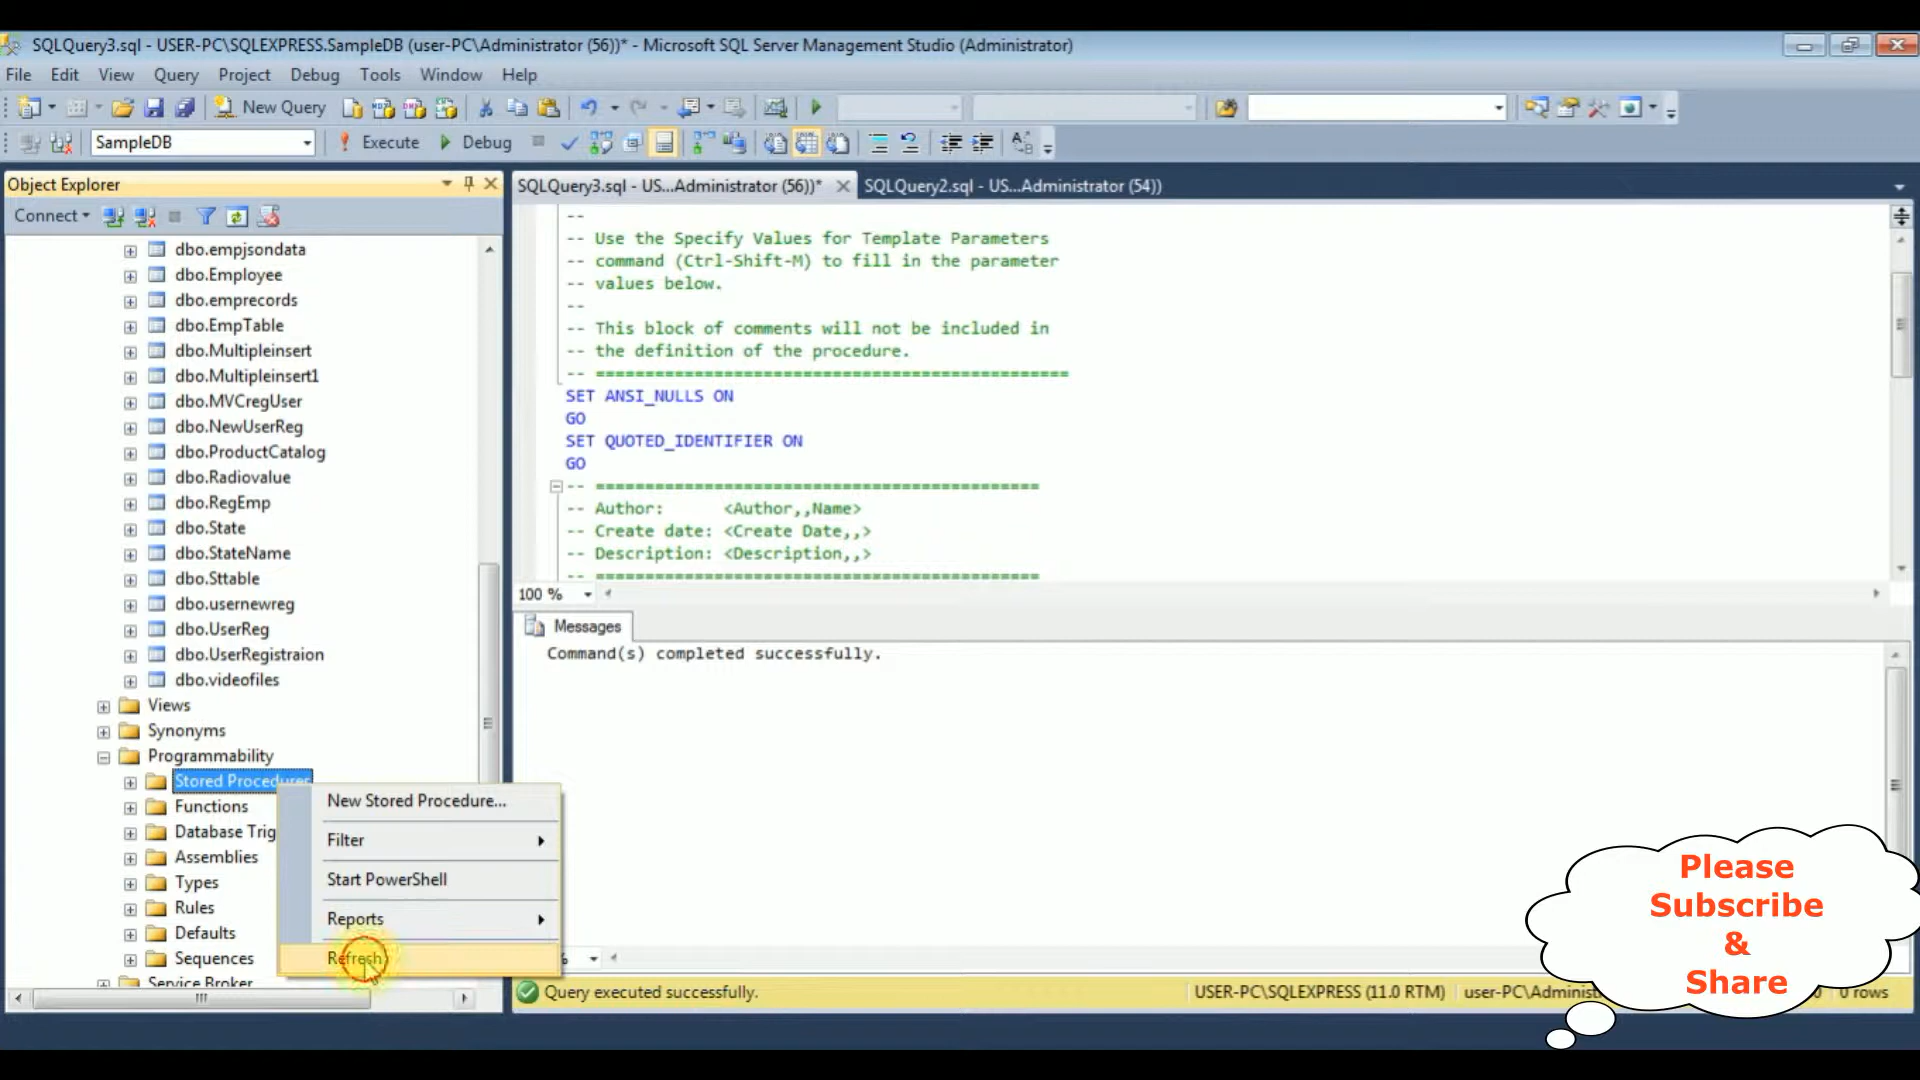 SQLQuery3.sql - USER-PC\SQLEXPRESS.SampleDB (user-PC\Administrator (56))* - Microsoft SQL Server Management Studio (Administrator)
File Edit View Query Project Debug Tools Window Help
New Query
SampleDB Execute Debug
Object Explorer
Connect
dbo.empjsondata
dbo.Employee
dbo.emprecords
dbo.EmpTable
dbo.Multipleinsert
dbo.Multipleinsert1
dbo.MVCregUser
dbo.NewUserReg
dbo.ProductCatalog
dbo.Radiovalue
dbo.RegEmp
dbo.State
dbo.StateName
dbo.Sttable
dbo.usernewreg
dbo.UserReg
dbo.UserRegistraion
dbo.videofiles
Views
Synonyms
Programmability
Stored Procedures
Functions
Database Trig
Assemblies
Types
Rules
Defaults
Sequences
Service Broker
New Stored Procedure...
Filter
Start PowerShell
Reports
Refresh
SQLQuery3.sql - US...Administrator (56))* SQLQuery2.sql - US...Administrator (54))
--
-- Use the Specify Values for Template Parameters
-- command (Ctrl-Shift-M) to fill in the parameter
-- values below.
--
-- This block of comments will not be included in
-- the definition of the procedure.
-- ================================================
SET ANSI_NULLS ON
GO
SET QUOTED_IDENTIFIER ON
GO
-- =============================================
-- Author: <Author,,Name>
-- Create date: <Create Date,,>
-- Description: <Description,,>
-- =============================================
100 %
Messages
Command(s) completed successfully.
%
Query executed successfully. USER-PC\SQLEXPRESS (11.0 RTM) user-PC\Administ 0 rows
Please
Subscribe
&
Share